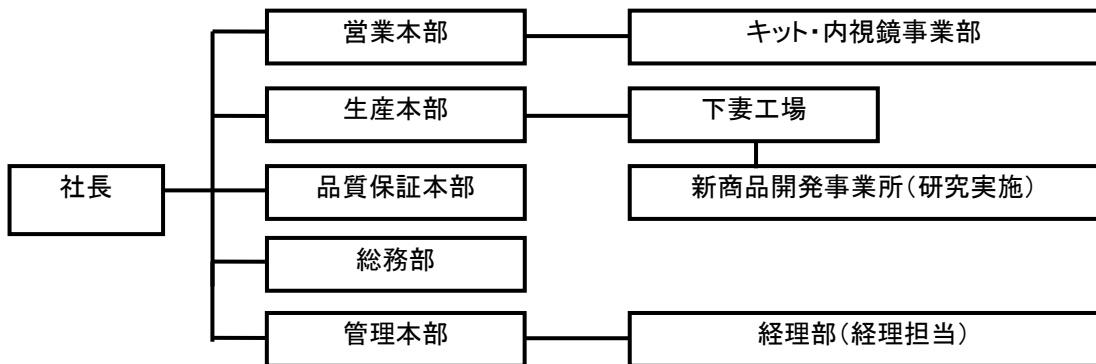 営業本部
キット・内視鏡事業部
生産本部
下妻工場
社長
品質保証本部
新商品開発事業所（研究実施）
総務部
管理本部
経理部（経理担当）